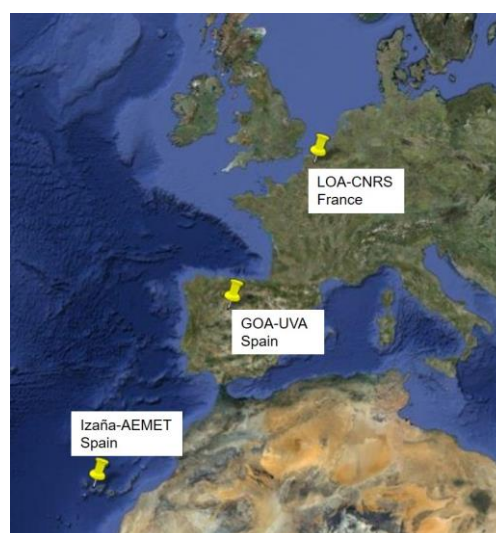 LOA-CNRS
France
GOA-UVA
Spain
Izaña-AEMET
Spain